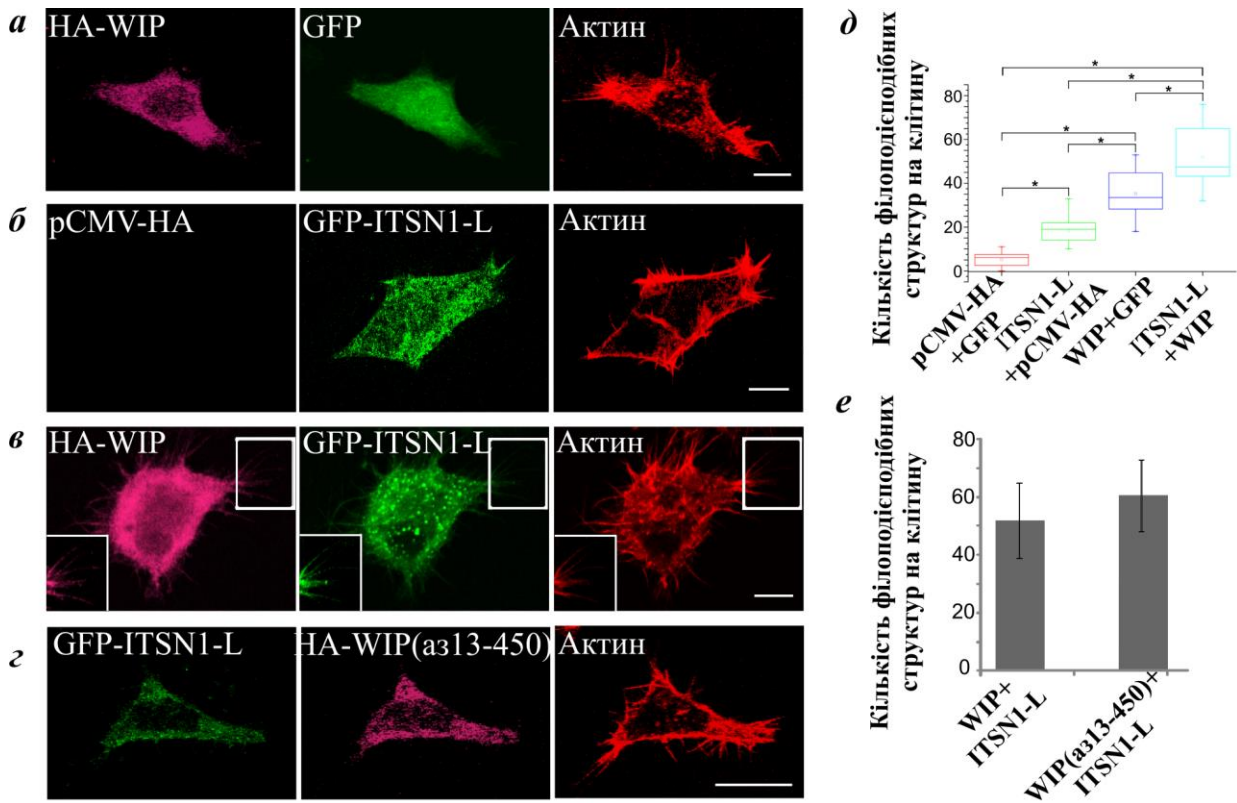 а
HA-WIP
GFP
Актин
б
pCMV-HA
GFP-ITSN1-L
Актин
в
HA-WIP
GFP-ITSN1-L
Актин
г
GFP-ITSN1-L
HA-WIP(аз13-450)
Актин
д
Кількість філоподієподібних
структур на клітину
80
60
40
20
0
*
*
*
*
*
*
pCMV-HA
+GFP
ITSN1-L
+pCMV-HA
WIP+GFP
ITSN1-L
+WIP
е
Кількість філоподієподібних
структур на клітину
80
60
40
20
0
WIP+
ITSN1-L
WIP(аз13-450)+
ITSN1-L